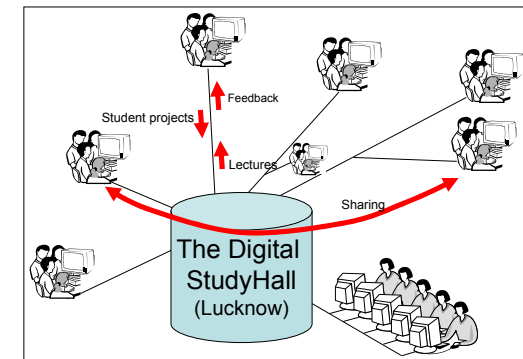 Feedback
Student projects
Lectures
Sharing
The Digital
StudyHall
(Lucknow)